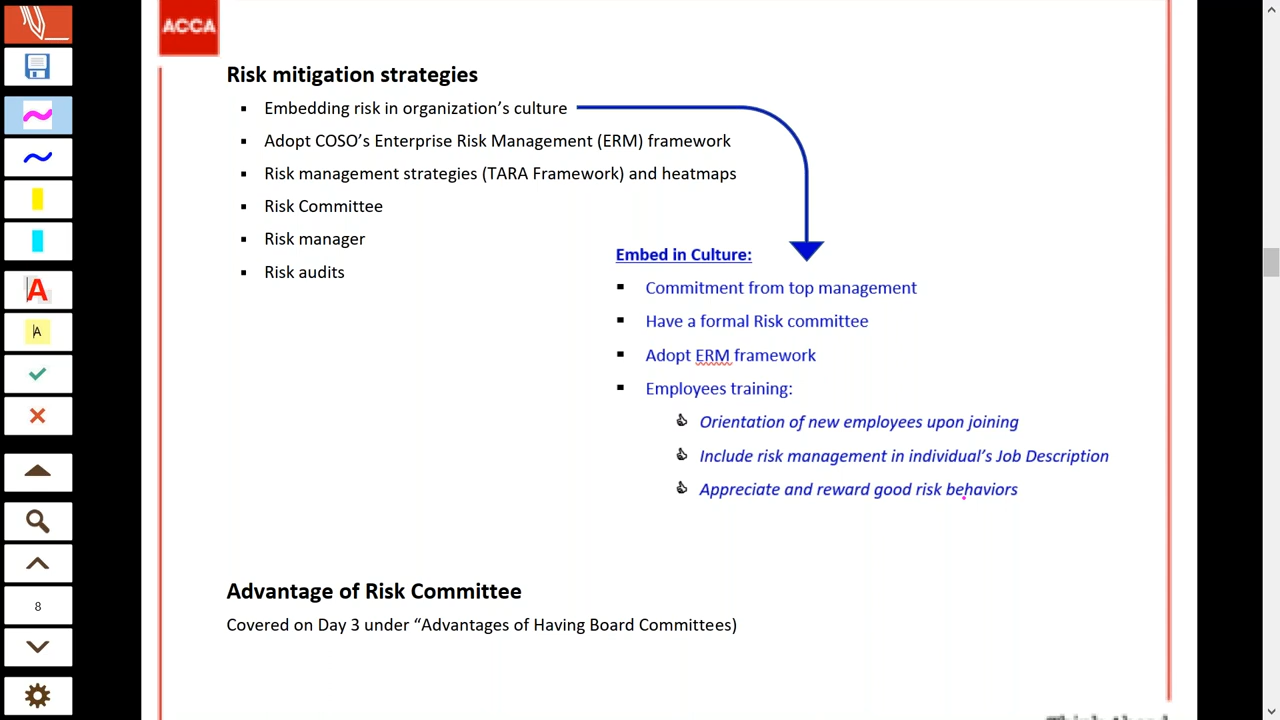 ACCA
Risk mitigation strategies
Embedding risk in organization's culture
Adopt COSO's Enterprise Risk Management (ERM) framework
Risk management strategies (TARA Framework) and heatmaps
Risk Committee
Risk manager
Risk audits
Embed in Culture:
Commitment from top management
Have a formal Risk committee
Adopt ERM framework
Employees training:
Orientation of new employees upon joining
Include risk management in individual's Job Description
Appreciate and reward good risk behaviors
Advantage of Risk Committee
Covered on Day 3 under “Advantages of Having Board Committees)
A
A
8